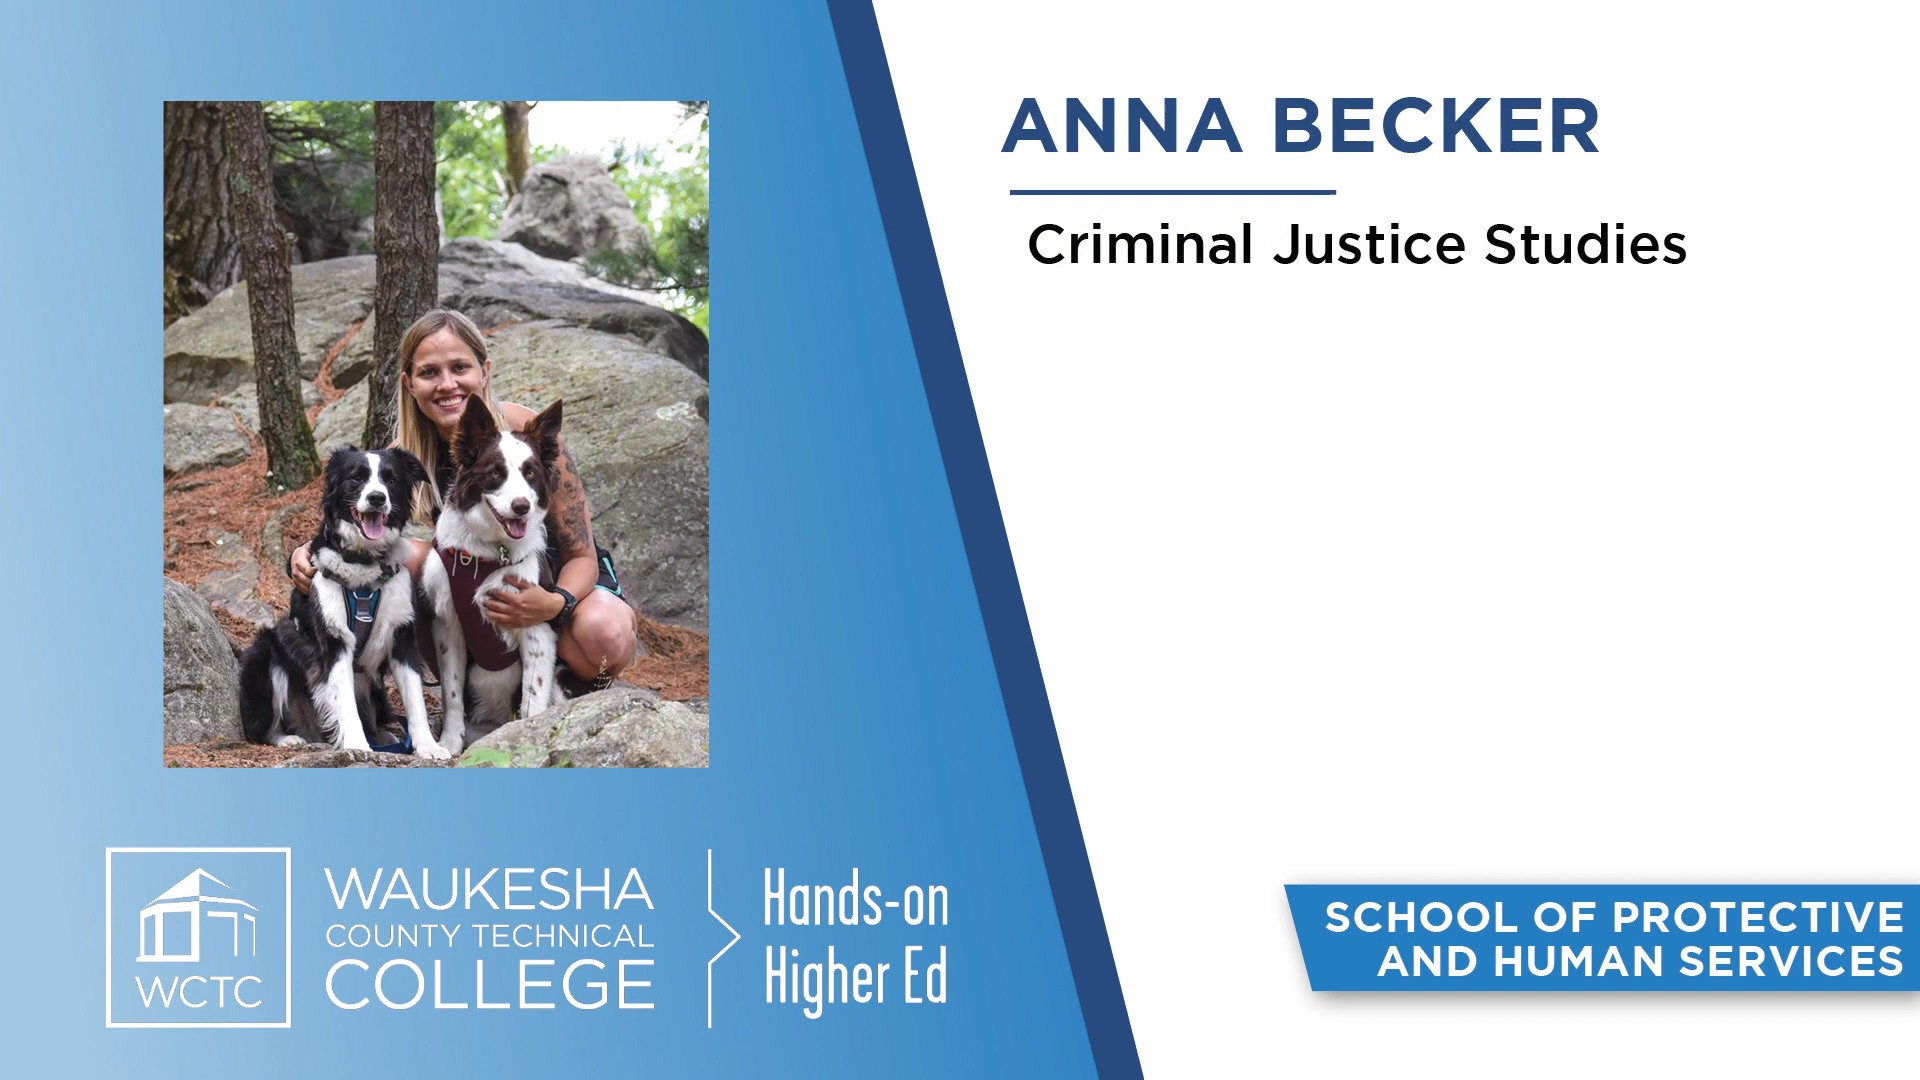 ANNA BECKER
Criminal Justice Studies
WCTC
WAUKESHA
COUNTY TECHNICAL
COLLEGE
Hands-on
Higher Ed
SCHOOL OF PROTECTIVE
AND HUMAN SERVICES